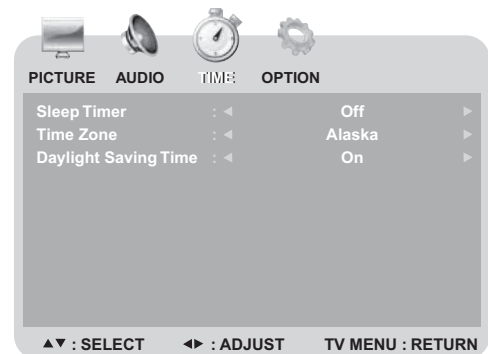 PICTURE AUDIO TIME OPTION
Sleep Timer : ◄ Off ►
Time Zone : ◄ Alaska ►
Daylight Saving Time : ◄ On ►
▲▼ : SELECT ◄► : ADJUST TV MENU : RETURN